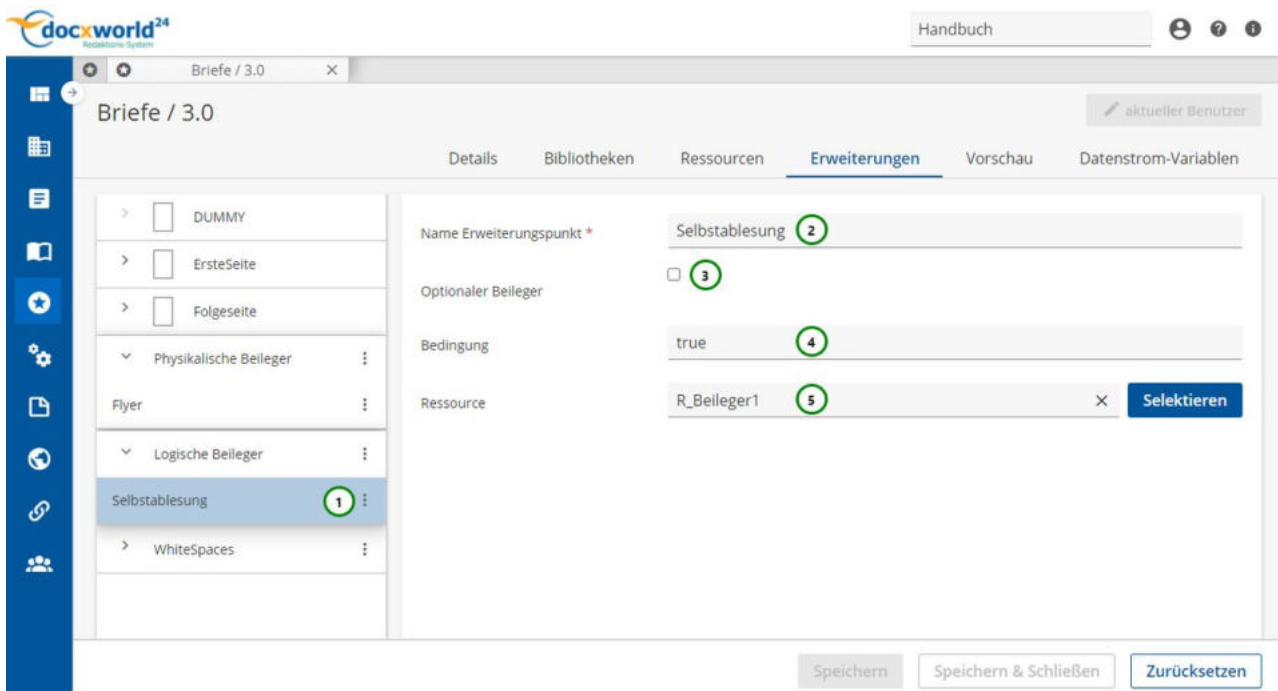 docxworld24
Redaktions-System
Handbuch
Briefe / 3.0
Briefe / 3.0
aktueller Benutzer
Details Bibliotheken Ressourcen Erweiterungen Vorschau Datenstrom-Variablen
DUMMY
ErsteSeite
Folgeseite
Physikalische Beileger
Flyer
Logische Beileger
Selbstablesung 1
WhiteSpaces
Name Erweiterungspunkt * Selbstablesung 2
Optionaler Beileger 3
Bedingung true 4
Ressource R_Beileger1 5 Selektieren
Speichern Speichern & Schließen Zurücksetzen